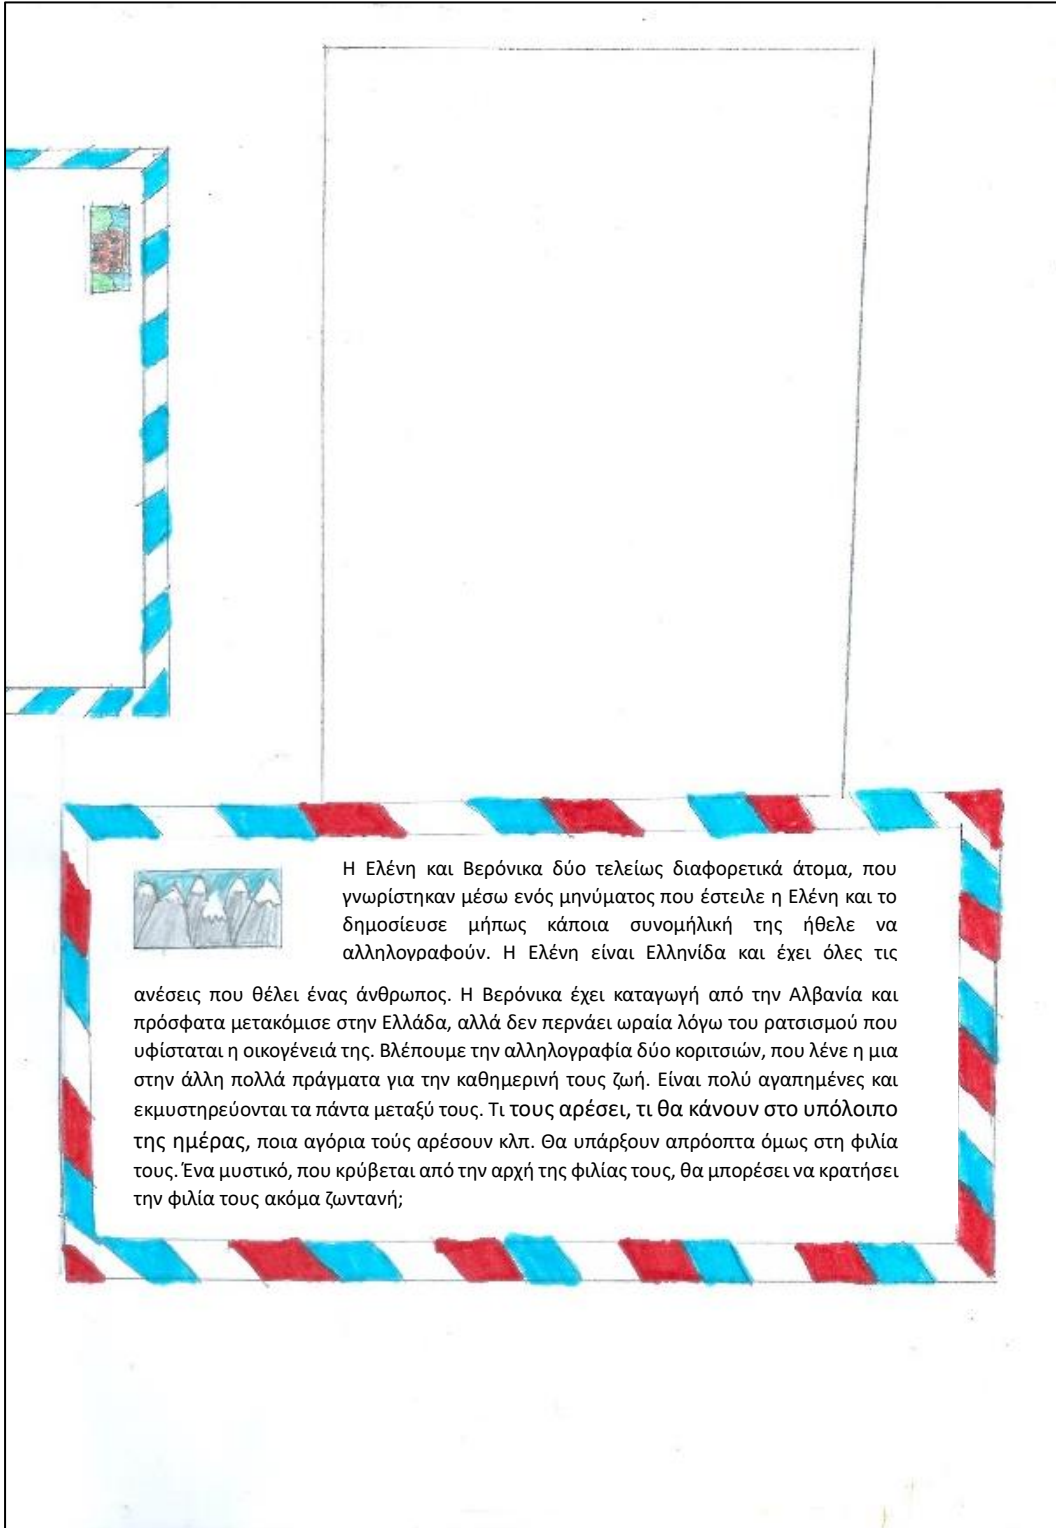 Η Ελένη και Βερόνικα δύο τελείως διαφορετικά άτομα, που
γνωρίστηκαν μέσω ενός μηνύματος που έστειλε η Ελένη και το
δημοσίευσε μήπως κάποια συνομήλική της ήθελε να
αλληλογραφούν. Η Ελένη είναι Ελληνίδα και έχει όλες τις
ανέσεις που θέλει ένας άνθρωπος. Η Βερόνικα έχει καταγωγή από την Αλβανία και
πρόσφατα μετακόμισε στην Ελλάδα, αλλά δεν περνάει ωραία λόγω του ρατσισμού που
υφίσταται η οικογένειά της. Βλέπουμε την αλληλογραφία δύο κοριτσιών, που λένε η μια
στην άλλη πολλά πράγματα για την καθημερινή τους ζωή. Είναι πολύ αγαπημένες και
εκμυστηρεύονται τα πάντα μεταξύ τους. Τι τους αρέσει, τι θα κάνουν στο υπόλοιπο
της ημέρας, ποια αγόρια τούς αρέσουν κλπ. Θα υπάρξουν απρόοπτα όμως στη φιλία
τους. Ένα μυστικό, που κρύβεται από την αρχή της φιλίας τους, θα μπορέσει να κρατήσει
την φιλία τους ακόμα ζωντανή;